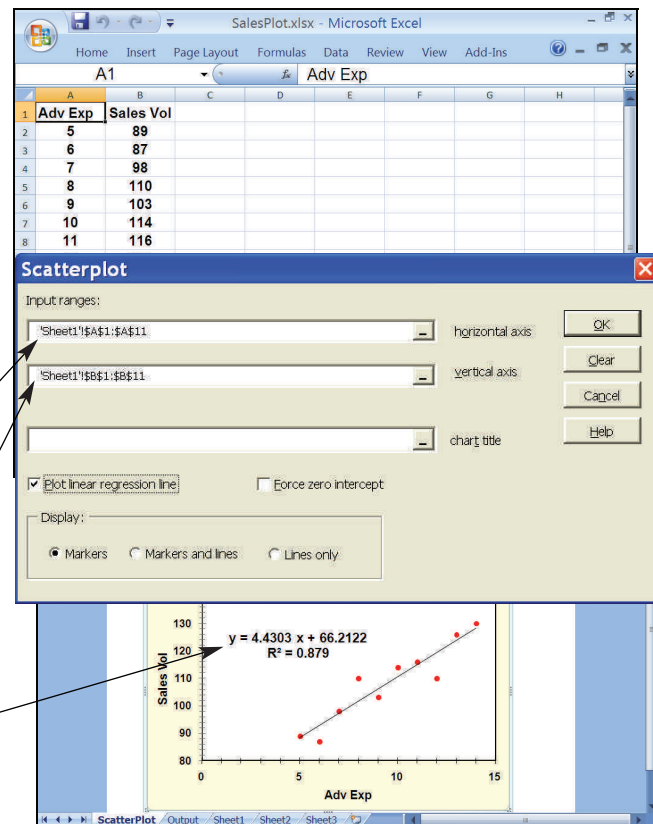 SalesPlot.xlsx - Microsoft Excel
Home Insert Page Layout Formulas Data Review View Add-Ins
A1 fx Adv Exp
A B C D E F G H
1 Adv Exp Sales Vol
2 5 89
3 6 87
4 7 98
5 8 110
6 9 103
7 10 114
8 11 116
Scatterplot
Input ranges:
'Sheet1'!$A$1:$A$11 horizontal axis OK
Clear
'Sheet1'!$B$1:$B$11 vertical axis
Cancel
chart title Help
Plot linear regression line Force zero intercept
Display:
Markers Markers and lines Lines only
130
y = 4.4303 x + 66.2122
120
R² = 0.879
110
Sales Vol
100
90
80
0 5 10 15
Adv Exp
ScatterPlot Output Sheet1 Sheet2 Sheet3